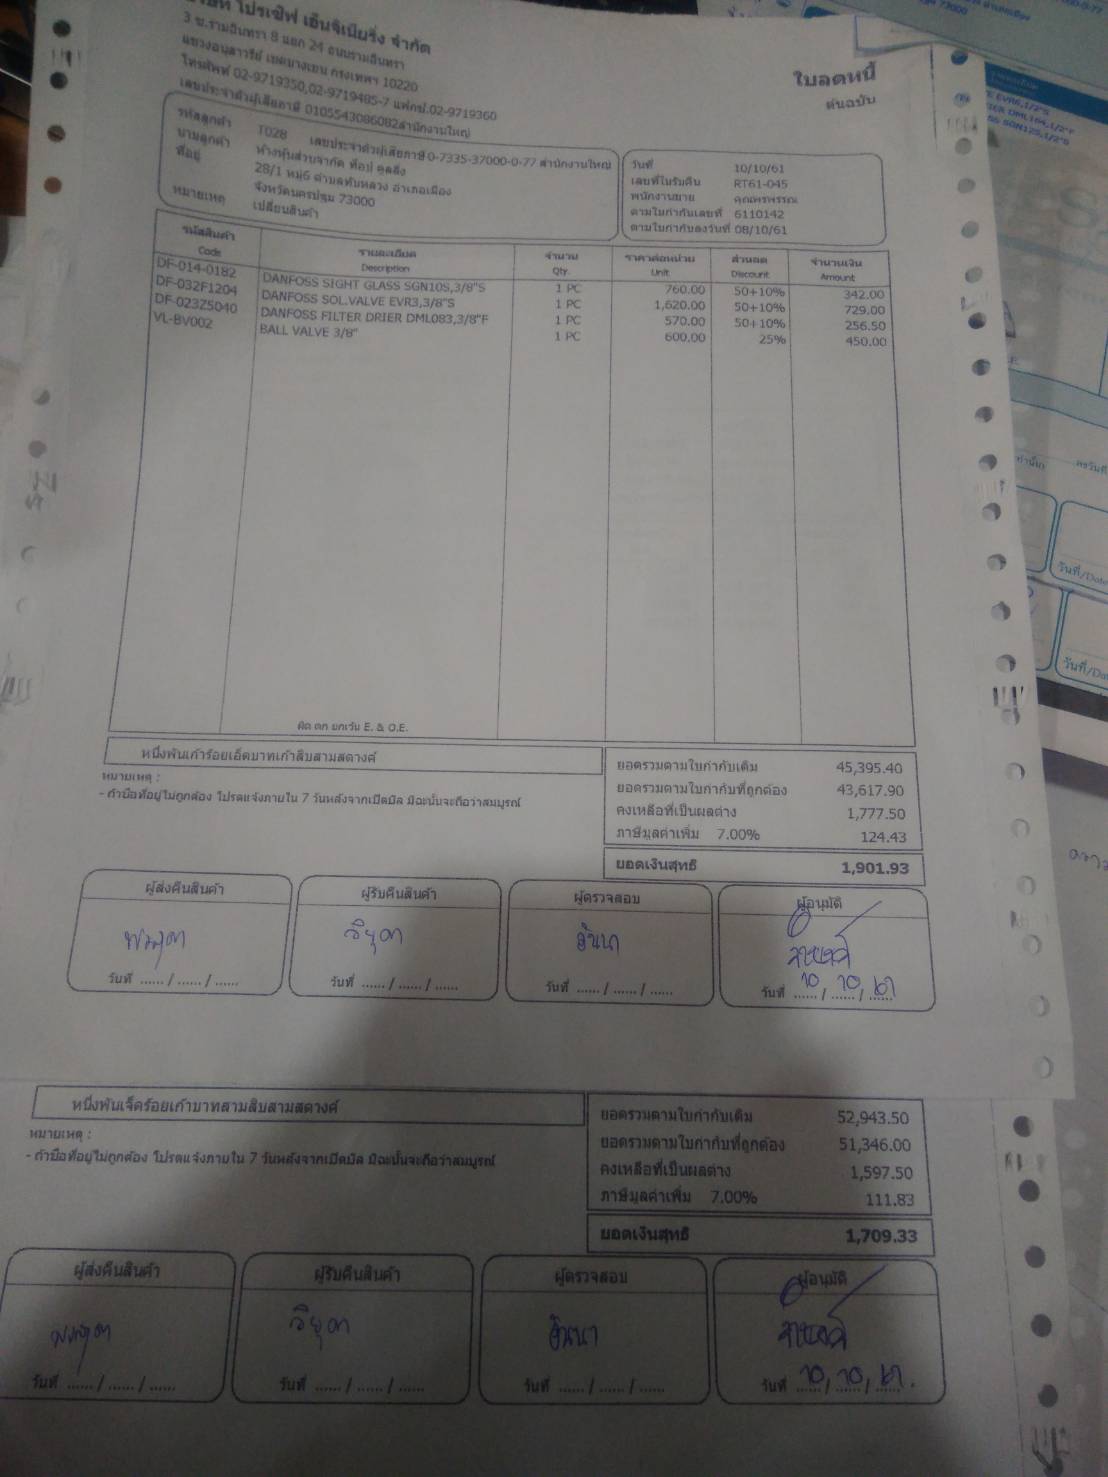 โปรเซิฟ เอ็นจิเนียริ่ง จำกัด
3 ซ.รามอินทรา 8 แยก 24 ถนนรามอินทรา
แขวงอนุสาวรีย์ เขตบางเขน กรุงเทพฯ 10220
โทรศัพท์ 02-9719350,02-9719485-7 แฟกซ์.02-9719360
เลขประจำตัวผู้เสียภาษี 0105543086082สำนักงานใหญ่
ใบลดหนี้
ต้นฉบับ
รหัสลูกค้า T028 เลขประจำตัวผู้เสียภาษี 0-7335-37000-0-77 สำนักงานใหญ่
นามลูกค้า ห้างหุ้นส่วนจำกัด ท๊อป คูลลิ่ง
ที่อยู่ 28/1 หมู่6 ตำบลทัพหลวง อำเภอเมือง
จังหวัดนครปฐม 73000
หมายเหตุ เปลี่ยนสินค้า
วันที่ 10/10/61
เลขที่ใบรับคืน RT61-045
พนักงานขาย คุณพรพรรณ
ตามใบกำกับเลขที่ 6110142
ตามใบกำกับลงวันที่ 08/10/61
รหัสสินค้า รายละเอียด จำนวน ราคาต่อหน่วย ส่วนลด จำนวนเงิน
Code Description Qty. Unit Discount Amount
DF-014-0182 DANFOSS SIGHT GLASS SGN10S,3/8"S 1 PC 760.00 50+10% 342.00
DF-032F1204 DANFOSS SOL.VALVE EVR3,3/8"S 1 PC 1,620.00 50+10% 729.00
DF-023Z5040 DANFOSS FILTER DRIER DML083,3/8"F 1 PC 570.00 50+10% 256.50
VL-BV002 BALL VALVE 3/8" 1 PC 600.00 25% 450.00
ผิด ตก ยกเว้น E. & O.E.
หนึ่งพันเก้าร้อยเอ็ดบาทเก้าสิบสามสตางค์
หมายเหตุ :
- ถ้าชื่อที่อยู่ไม่ถูกต้อง โปรดแจ้งภายใน 7 วันหลังจากเปิดบิล มิฉะนั้นจะถือว่าสมบูรณ์
ยอดรวมตามใบกำกับเดิม 45,395.40
ยอดรวมตามใบกำกับที่ถูกต้อง 43,617.90
คงเหลือที่เป็นผลต่าง 1,777.50
ภาษีมูลค่าเพิ่ม 7.00% 124.43
ยอดเงินสุทธิ 1,901.93
ผู้ส่งคืนสินค้า ผู้รับคืนสินค้า ผู้ตรวจสอบ ผู้อนุมัติ
วันที่ ...... / ...... / ...... วันที่ ...... / ...... / ...... วันที่ ...... / ...... / ...... วันที่ 10 / 10 / 61
หนึ่งพันเจ็ดร้อยเก้าบาทสามสิบสามสตางค์
หมายเหตุ :
- ถ้าชื่อที่อยู่ไม่ถูกต้อง โปรดแจ้งภายใน 7 วันหลังจากเปิดบิล มิฉะนั้นจะถือว่าสมบูรณ์
ยอดรวมตามใบกำกับเดิม 52,943.50
ยอดรวมตามใบกำกับที่ถูกต้อง 51,346.00
คงเหลือที่เป็นผลต่าง 1,597.50
ภาษีมูลค่าเพิ่ม 7.00% 111.83
ยอดเงินสุทธิ 1,709.33
ผู้ส่งคืนสินค้า ผู้รับคืนสินค้า ผู้ตรวจสอบ ผู้อนุมัติ
วันที่ ...... / ...... / ...... วันที่ ...... / ...... / ...... วันที่ ...... / ...... / ...... วันที่ 10 / 10 / 61
วันที่/Date
วันที่/Da